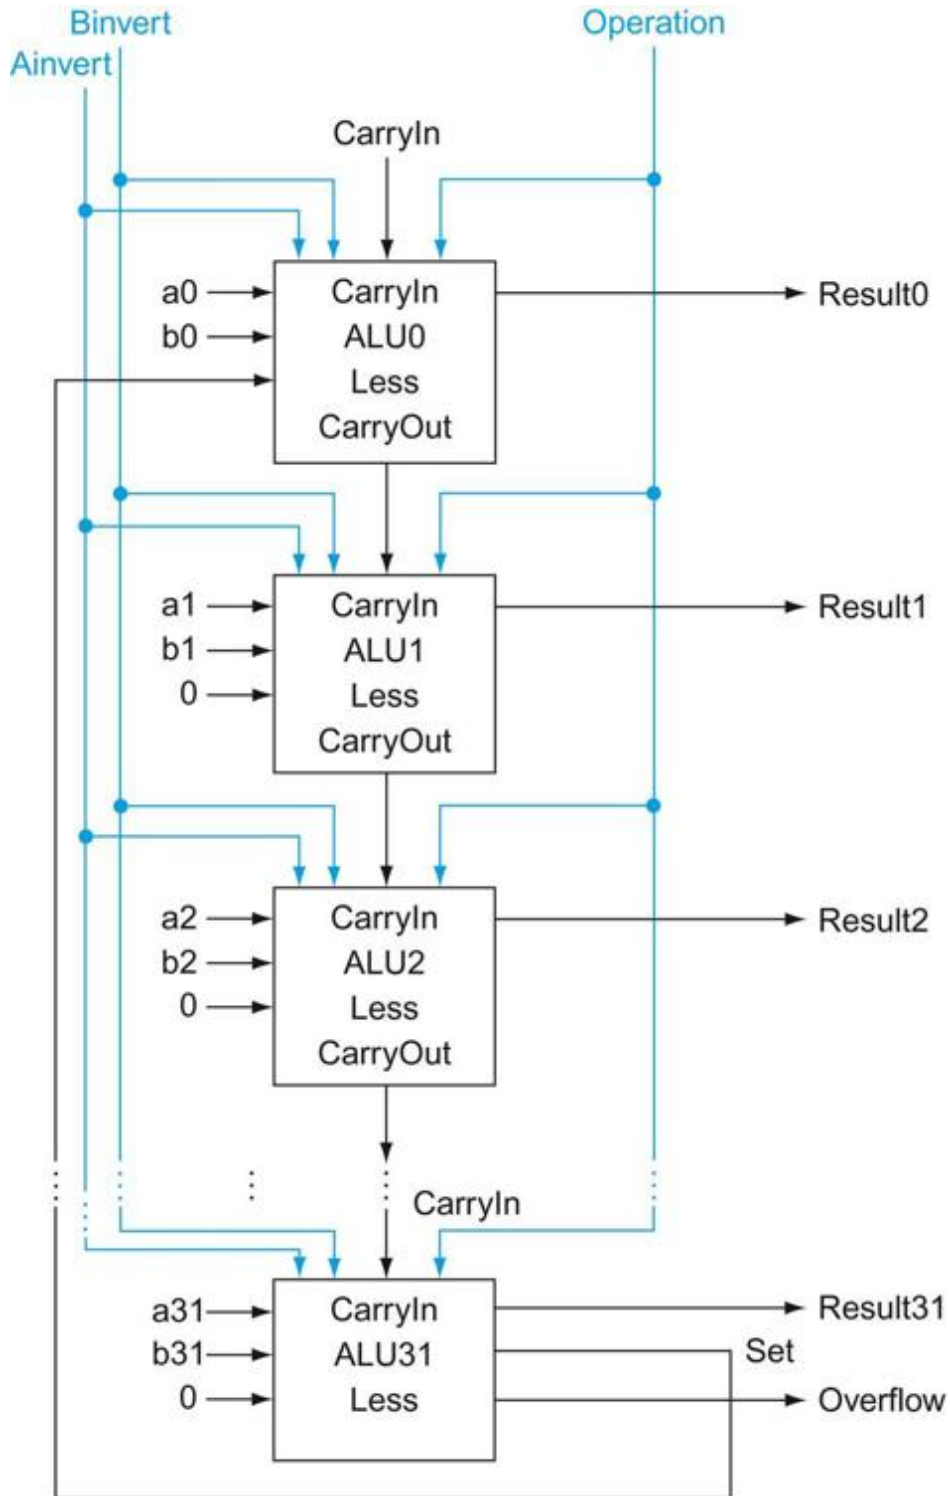 Binvert
Operation
Ainvert
CarryIn
a0
CarryIn
Result0
b0
ALU0
Less
CarryOut
a1
CarryIn
Result1
b1
ALU1
0
Less
CarryOut
a2
CarryIn
Result2
b2
ALU2
0
Less
CarryOut
CarryIn
a31
CarryIn
Result31
b31
ALU31
Set
0
Less
Overflow